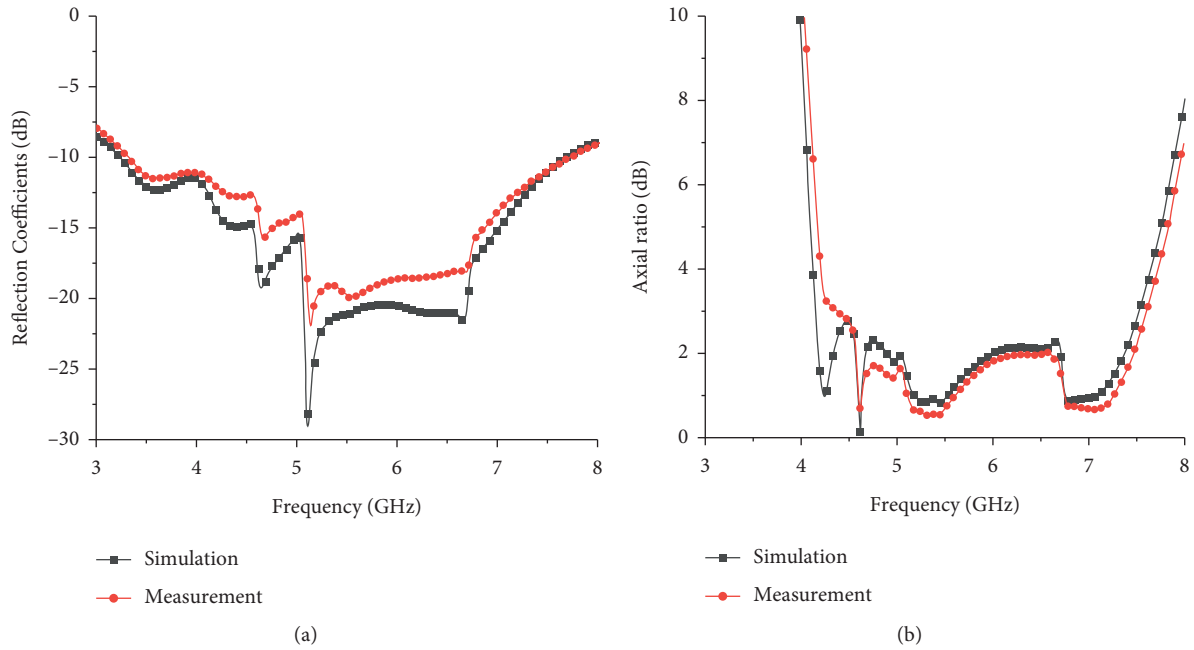 0
−5
−10
−15
−20
−25
−30
Reflection Coefficients (dB)
3 4 5 6 7 8
Frequency (GHz)
Simulation
Measurement
(a)
10
8
6
4
2
0
Axial ratio (dB)
3 4 5 6 7 8
Frequency (GHz)
Simulation
Measurement
(b)